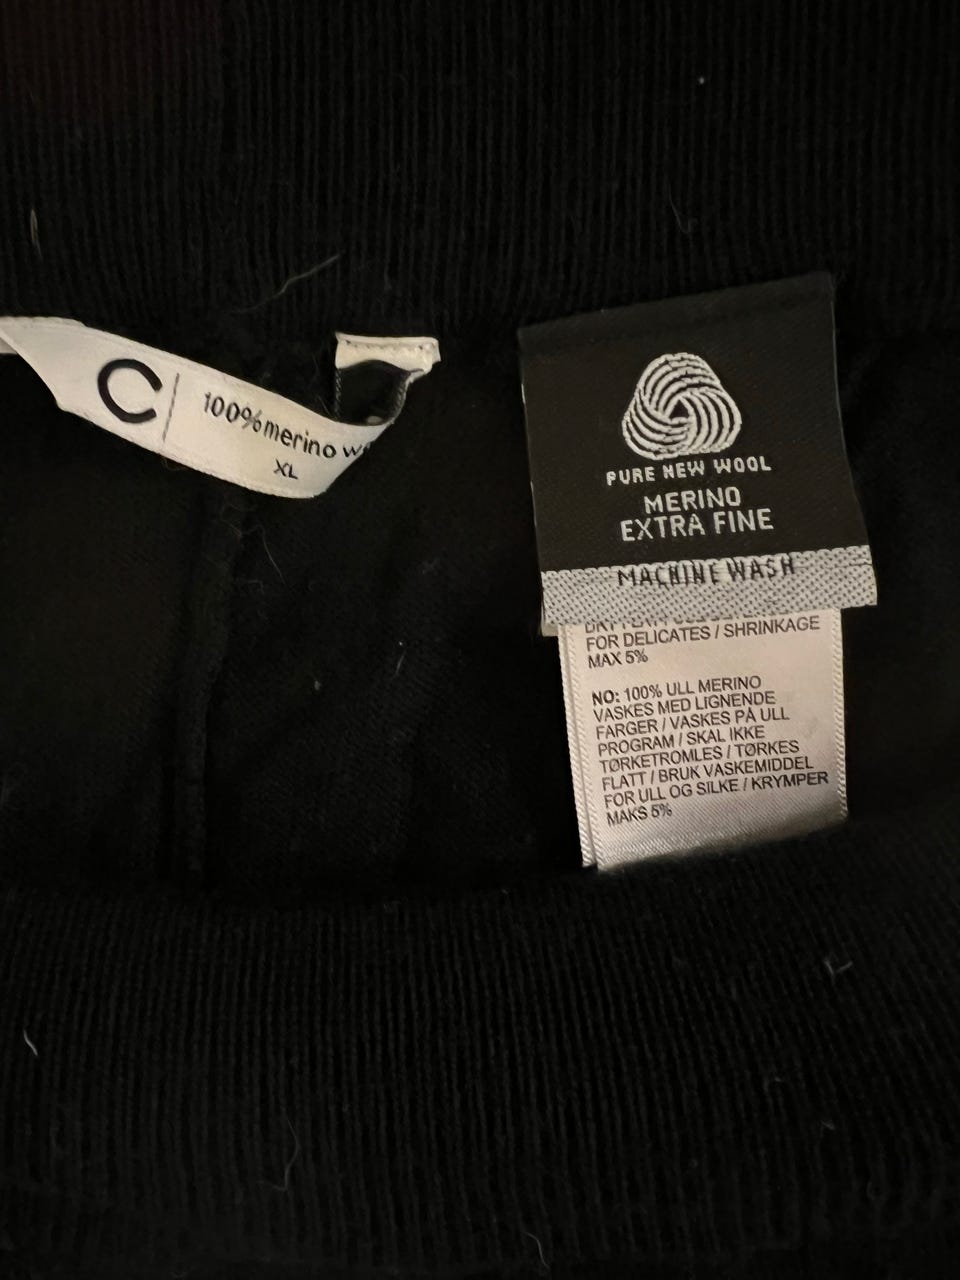 C
100% merino
XL
PURE NEW WOOL
MERINO
EXTRA FINE
MACHINE WASH
FOR DELICATES / SHRINKAGE
MAX 5%
NO: 100% ULL MERINO
VASKES MED LIGNENDE
FARGER / VASKES PÅ ULL
PROGRAM / SKAL IKKE
TØRKETROMLES / TØRKES
FLATT / BRUK VASKEMIDDEL
FOR ULL OG SILKE / KRYMPER
MAKS 5%